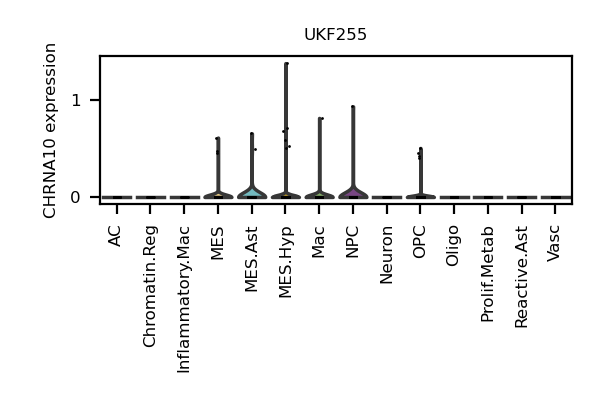 UKF255
CHRNA10 expression
1
0
AC
Chromatin.Reg
Inflammatory.Mac
MES
MES.Ast
MES.Hyp
Mac
NPC
Neuron
OPC
Oligo
Prolif.Metab
Reactive.Ast
Vasc